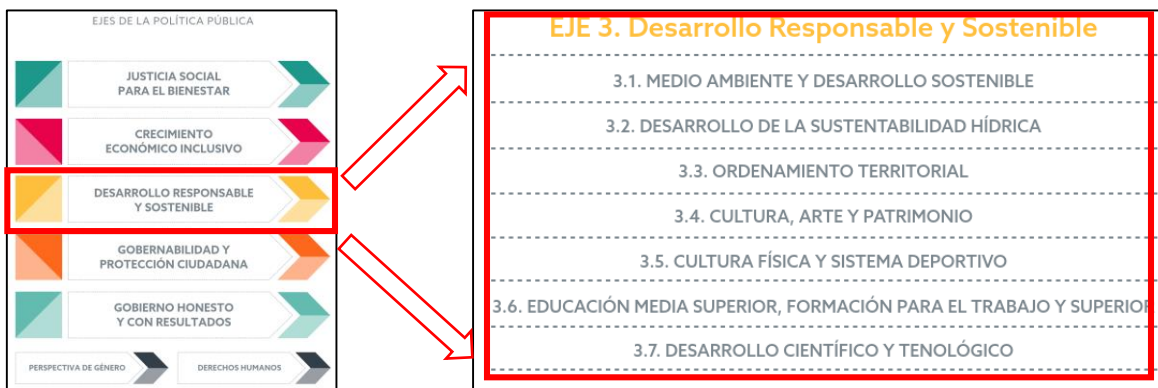 EJES DE LA POLÍTICA PÚBLICA
JUSTICIA SOCIAL
PARA EL BIENESTAR
CRECIMIENTO
ECONÓMICO INCLUSIVO
DESARROLLO RESPONSABLE
Y SOSTENIBLE
GOBERNABILIDAD Y
PROTECCIÓN CIUDADANA
GOBIERNO HONESTO
Y CON RESULTADOS
PERSPECTIVA DE GÉNERO
DERECHOS HUMANOS
EJE 3. Desarrollo Responsable y Sostenible
3.1. MEDIO AMBIENTE Y DESARROLLO SOSTENIBLE
3.2. DESARROLLO DE LA SUSTENTABILIDAD HÍDRICA
3.3. ORDENAMIENTO TERRITORIAL
3.4. CULTURA, ARTE Y PATRIMONIO
3.5. CULTURA FÍSICA Y SISTEMA DEPORTIVO
3.6. EDUCACIÓN MEDIA SUPERIOR, FORMACIÓN PARA EL TRABAJO Y SUPERIOR
3.7. DESARROLLO CIENTÍFICO Y TENOLÓGICO